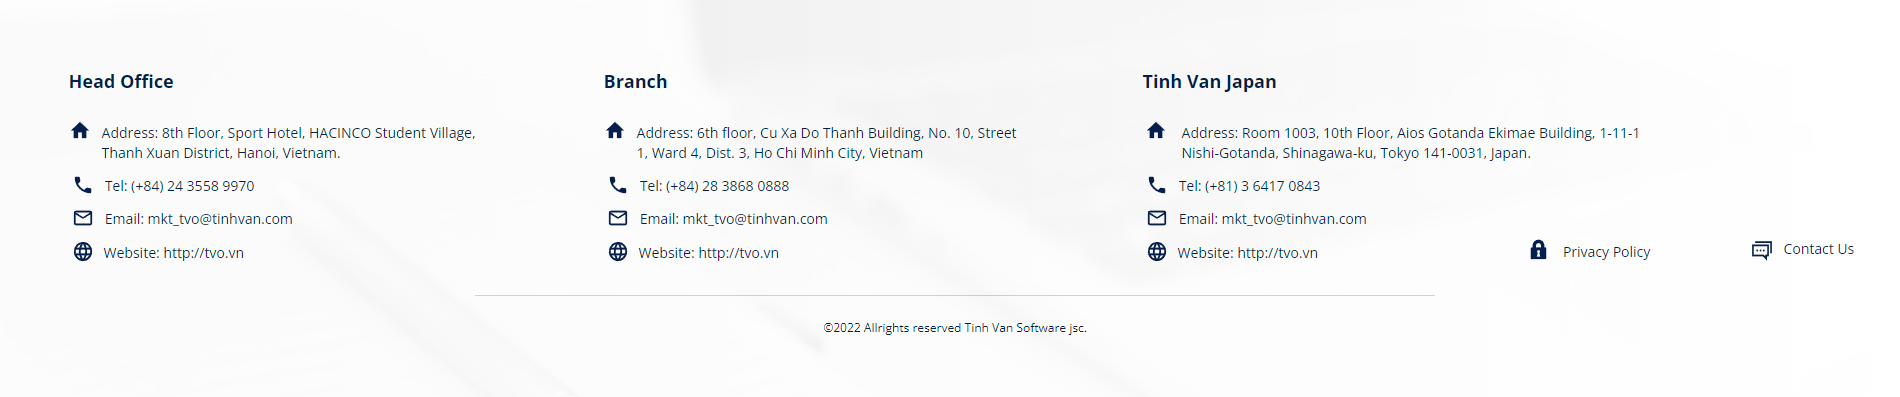 Head Office
Address: 8th Floor, Sport Hotel, HACINCO Student Village,
Thanh Xuan District, Hanoi, Vietnam.
Tel: (+84) 24 3558 9970
Email: mkt_tvo@tinhvan.com
Website: http://tvo.vn
Branch
Address: 6th floor, Cu Xa Do Thanh Building, No. 10, Street
1, Ward 4, Dist. 3, Ho Chi Minh City, Vietnam
Tel: (+84) 28 3868 0888
Email: mkt_tvo@tinhvan.com
Website: http://tvo.vn
Tinh Van Japan
Address: Room 1003, 10th Floor, Aios Gotanda Ekimae Building, 1-11-1
Nishi-Gotanda, Shinagawa-ku, Tokyo 141-0031, Japan.
Tel: (+81) 3 6417 0843
Email: mkt_tvo@tinhvan.com
Website: http://tvo.vn
Privacy Policy
Contact Us
©2022 Allrights reserved Tinh Van Software jsc.